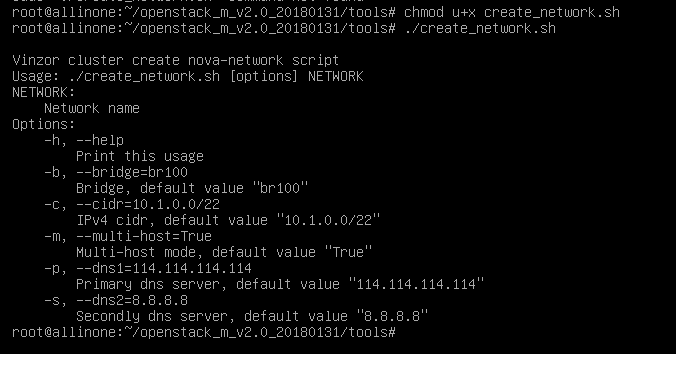 root@allinone:~/openstack_m_v2.0_20180131/tools# chmod u+x create_network.sh
root@allinone:~/openstack_m_v2.0_20180131/tools# ./create_network.sh
Vinzor cluster create nova-network script
Usage: ./create_network.sh [options] NETWORK
NETWORK:
    Network name
Options:
    -h, --help
        Print this usage
    -b, --bridge=br100
        Bridge, default value "br100"
    -c, --cidr=10.1.0.0/22
        IPv4 cidr, default value "10.1.0.0/22"
    -m, --multi-host=True
        Multi-host mode, default value "True"
    -p, --dns1=114.114.114.114
        Primary dns server, default value "114.114.114.114"
    -s, --dns2=8.8.8.8
        Secondly dns server, default value "8.8.8.8"
root@allinone:~/openstack_m_v2.0_20180131/tools#